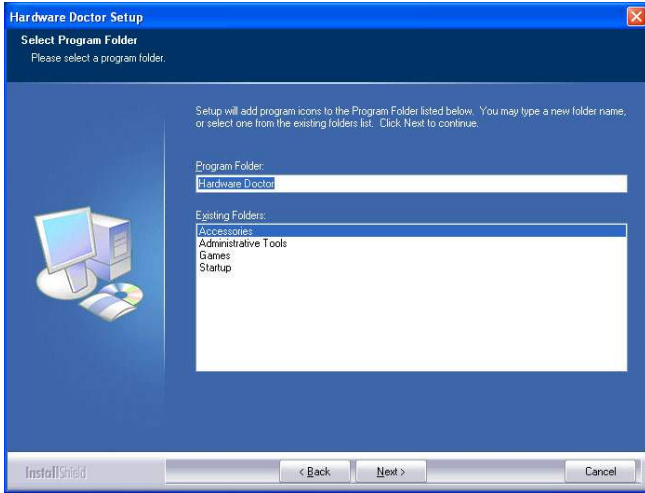 Hardware Doctor Setup
Select Program Folder
Please select a program folder.
Setup will add program icons to the Program Folder listed below. You may type a new folder name,
or select one from the existing folders list. Click Next to continue.
Program Folder:
Hardware Doctor
Existing Folders:
Accessories
Administrative Tools
Games
Startup
InstallShield
< Back
Next >
Cancel